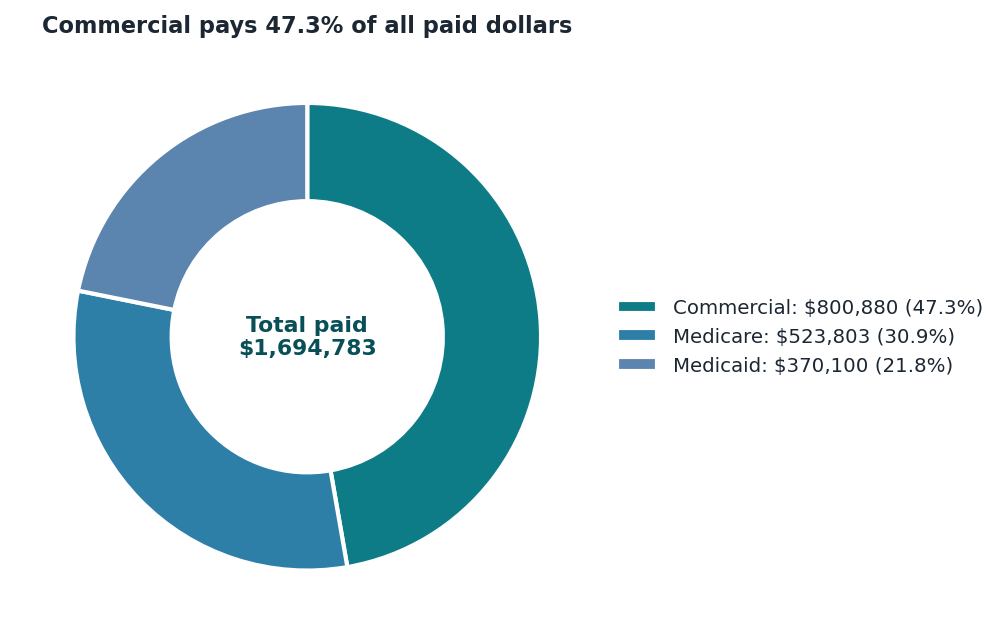 Commercial pays 47.3% of all paid dollars
Total paid
$1,694,783
Commercial: $800,880 (47.3%)
Medicare: $523,803 (30.9%)
Medicaid: $370,100 (21.8%)